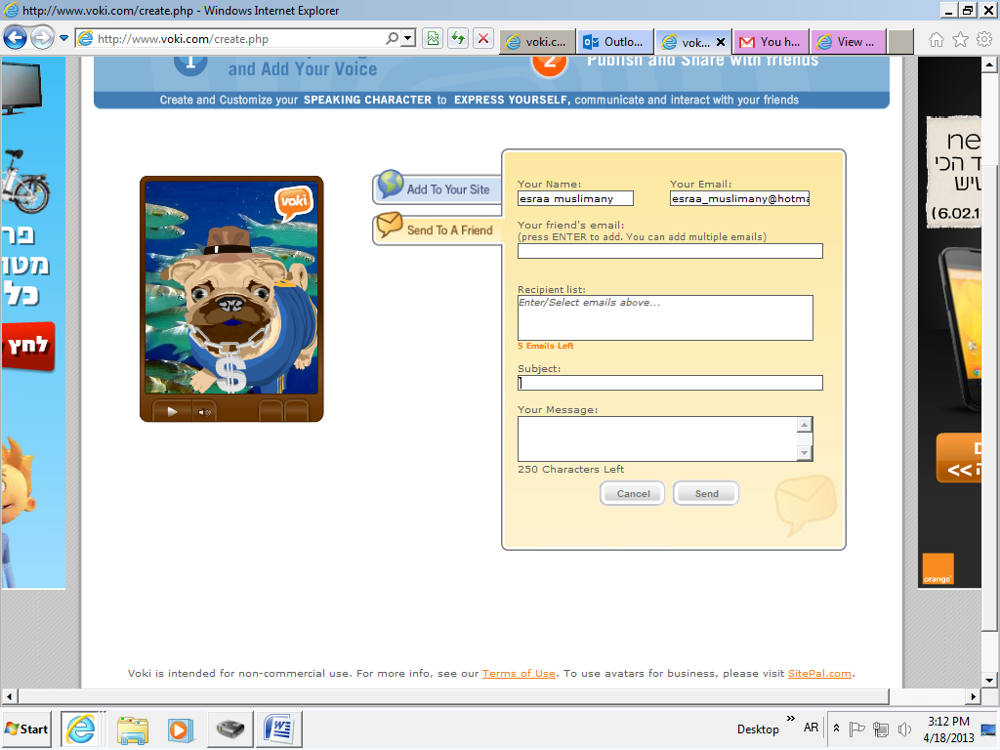 http://www.voki.com/create.php - Windows Internet Explorer
http://www.voki.com/create.php
voki.c...
Outlo...
vok...
You h...
View ...
1
and Add Your Voice
2
Publish and Share with friends
Create and Customize your SPEAKING CHARACTER to EXPRESS YOURSELF, communicate and interact with your friends
voki
Add To Your Site
Send To A Friend
Your Name:
Your Email:
esraa muslimany
esraa_muslimany@hotma
Your friend's email:
(press ENTER to add. You can add multiple emails)
Recipient list:
Enter/Select emails above...
5 Emails Left
Subject:
Your Message:
250 Characters Left
Cancel
Send
$
מטו
כל
לחץ
ne
ד הכי
טיש
(6.02.1
ה>>
orange
Voki is intended for non-commercial use. For more info, see our Terms of Use. To use avatars for business, please visit SitePal.com.
Start
Desktop
AR
3:12 PM
4/18/2013